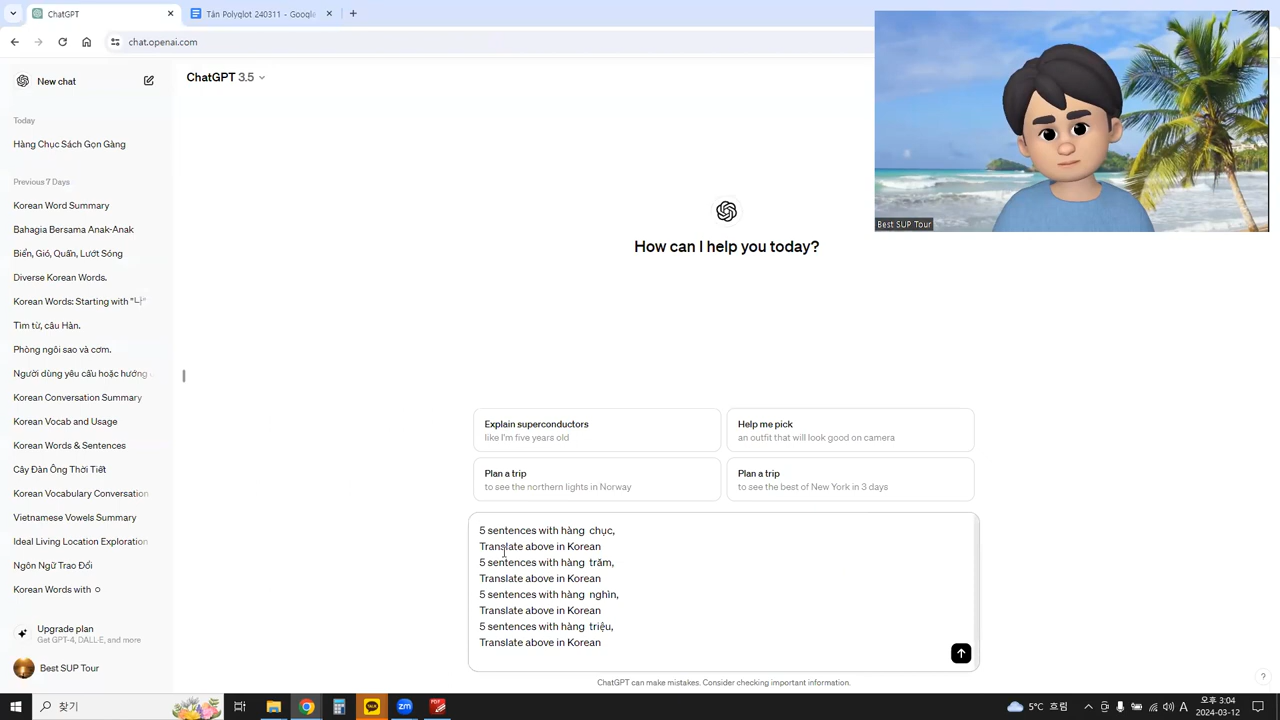 ChatGPT
Tân Polyglot 240311 - Google
chat.openai.com
New chat
ChatGPT 3.5
Today
Hàng Chục Sách Gọn Gàng
Previous 7 Days
Korean Word Summary
Bahagia Bersama Anak-Anak
Biển, Gió, Quấn, Lướt Sóng
Diverse Korean Words.
Korean Words: Starting with "나"
Tìm từ, câu Hàn.
Phòng ngôi sao và cơm.
Người dùng yêu cầu hoặc hướng
Korean Conversation Summary
Korean Vocab and Usage
Korean Words & Sentences
Cây Đàn Ông Thời Tiết
Korean Vocabulary Conversation
Vietnamese Vowels Summary
Ideal Living Location Exploration
Ngôn Ngữ Trao Đổi
Korean Words with ㅇ
Upgrade plan
Get GPT-4, DALL·E, and more
Best SUP Tour
Best SUP Tour
How can I help you today?
Explain superconductors
like I'm five years old
Help me pick
an outfit that will look good on camera
Plan a trip
to see the northern lights in Norway
Plan a trip
to see the best of New York in 3 days
5 sentences with hàng chục,
Translate above in Korean
5 sentences with hàng trăm,
Translate above in Korean
5 sentences with hàng nghìn,
Translate above in Korean
5 sentences with hàng triệu,
Translate above in Korean
ChatGPT can make mistakes. Consider checking important information.
?
찾기
TALK
zm
5°C 흐림
A
오후 3:04
2024-03-12